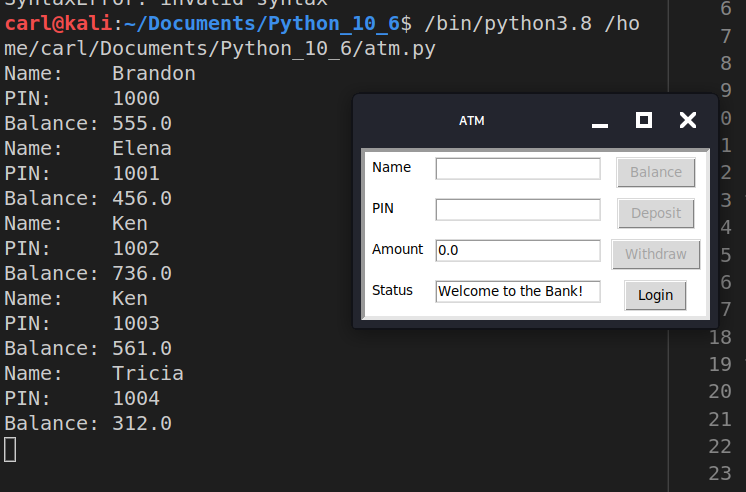 SyntaxError: invalid syntax
carl@kali:~/Documents/Python_10_6$ /bin/python3.8 /ho
me/carl/Documents/Python_10_6/atm.py
Name:    Brandon
PIN:     1000
Balance: 555.0
Name:    Elena
PIN:     1001
Balance: 456.0
Name:    Ken
PIN:     1002
Balance: 736.0
Name:    Ken
PIN:     1003
Balance: 561.0
Name:    Tricia
PIN:     1004
Balance: 312.0
ATM
Name Balance
PIN Deposit
Amount 0.0 Withdraw
Status Welcome to the Bank! Login
6
7
8
9
0
1
2
3
4
5
6
7
18
19
20
21
22
23